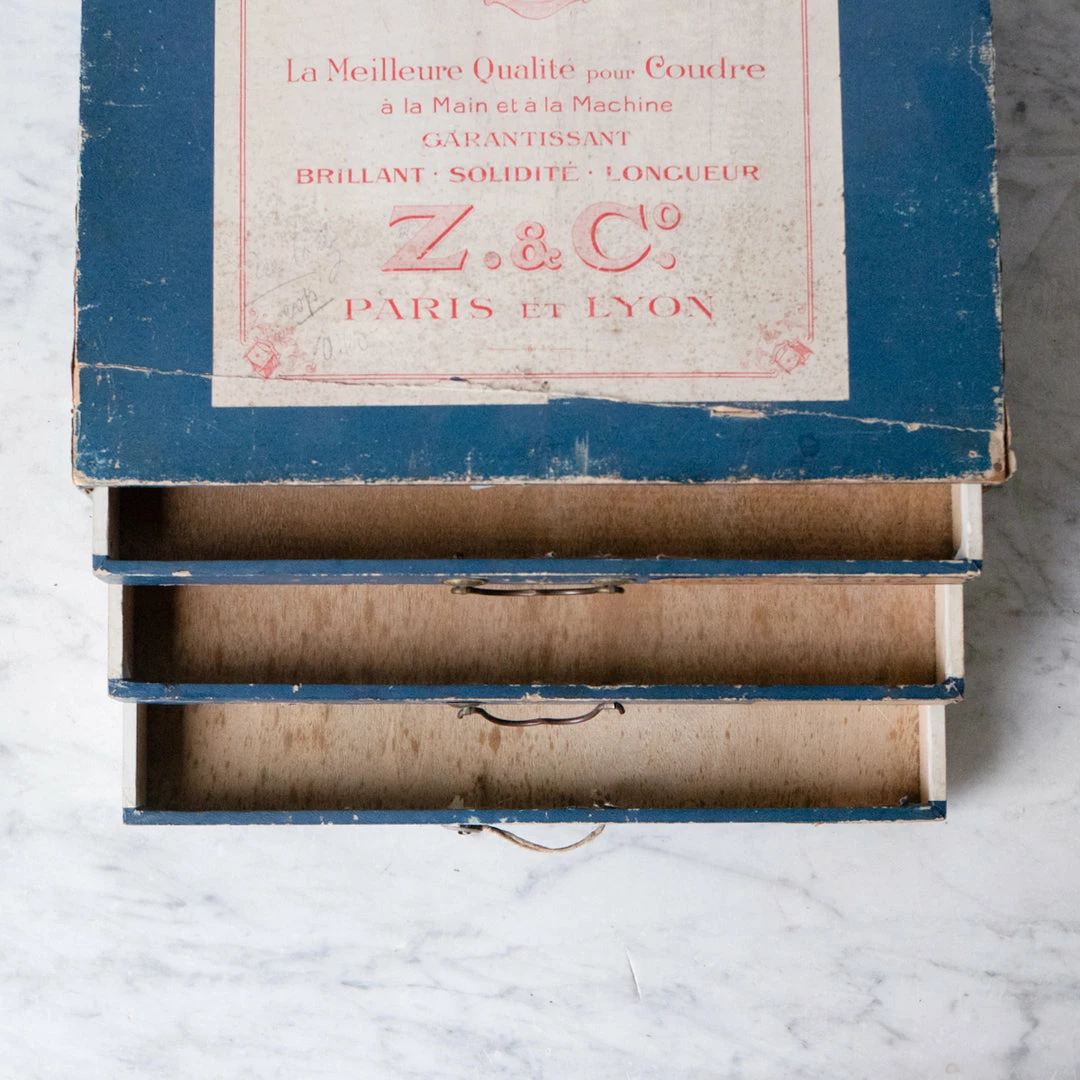 La Meilleure Qualité pour Coudre
à la Main et à la Machine
GARANTISSANT
BRILLANT · SOLIDITÉ · LONGUEUR
Z. & Cº.
PARIS ET LYON